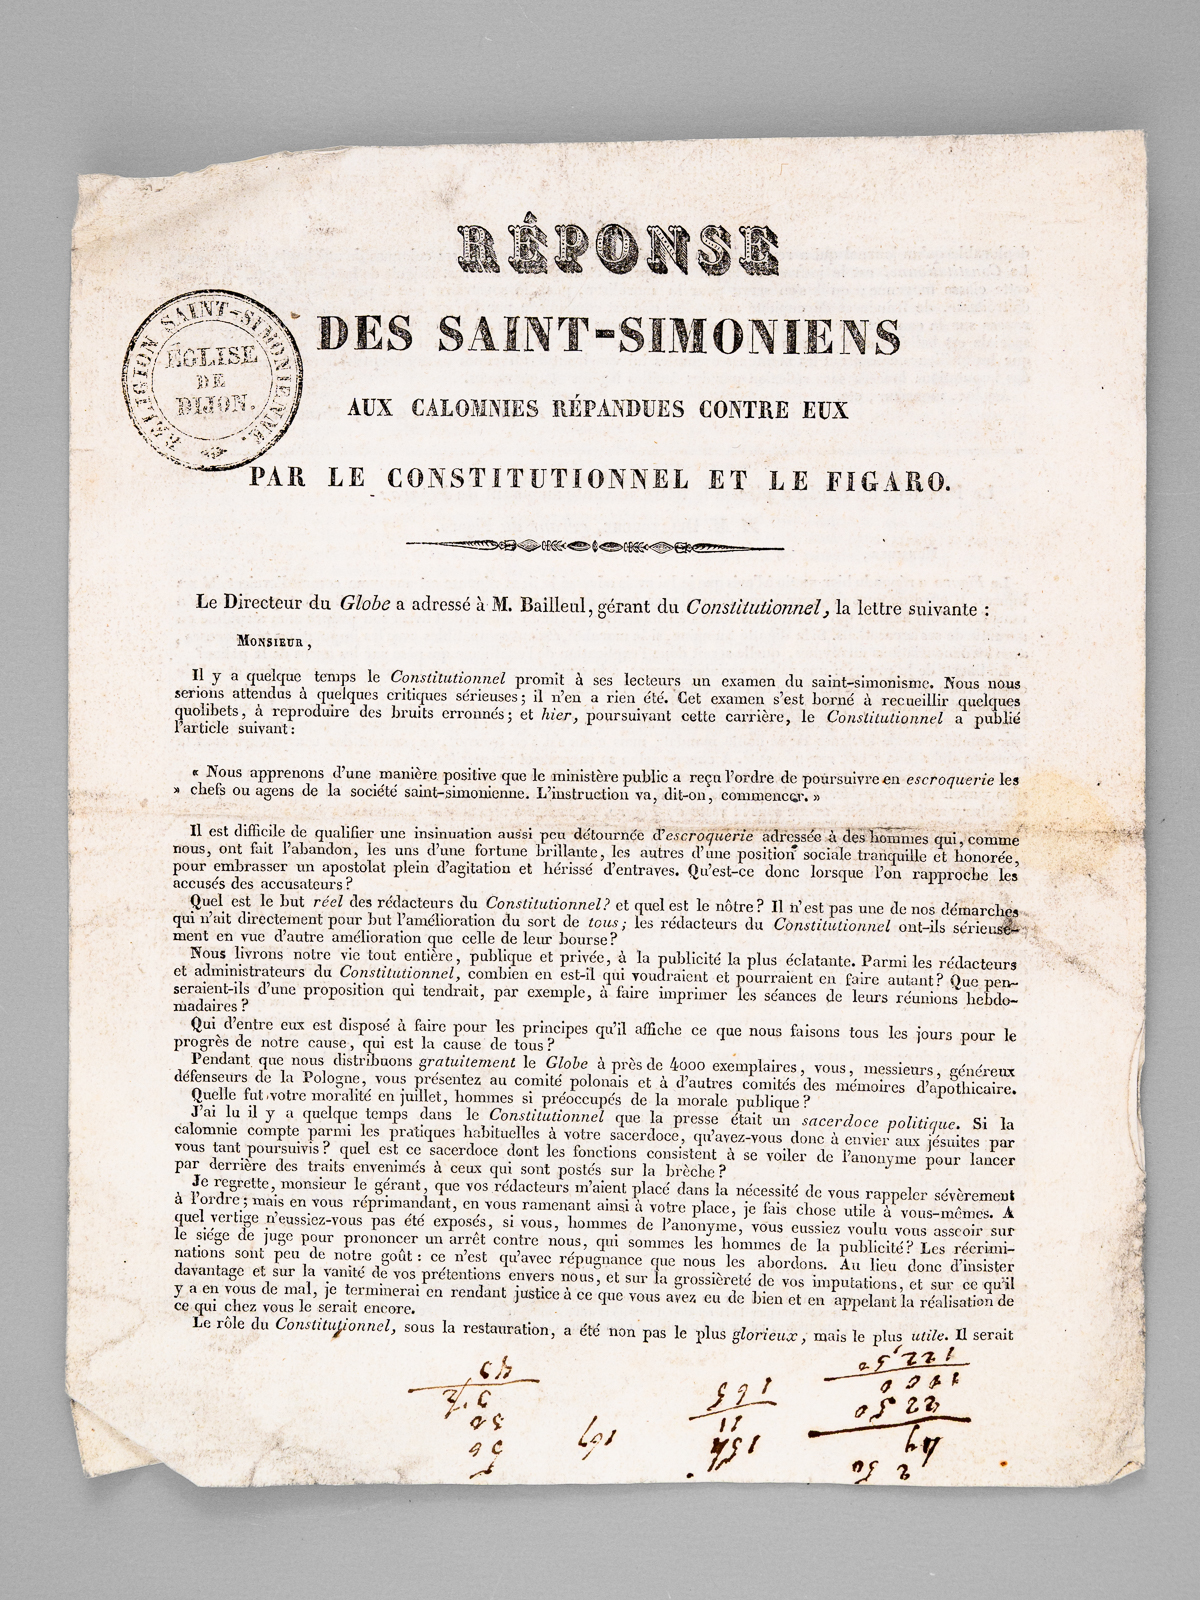 RÉPONSE
DES SAINT-SIMONIENS
AUX CALOMNIES RÉPANDUES CONTRE EUX
PAR LE CONSTITUTIONNEL ET LE FIGARO.
RELIGION SAINT-SIMONIENNE.
ÉGLISE
DE
DIJON.
Le Directeur du Globe a adressé à M. Bailleul, gérant du Constitutionnel, la lettre suivante :
MONSIEUR,
Il y a quelque temps le Constitutionnel promit à ses lecteurs un examen du saint-simonisme. Nous nous
serions attendus à quelques critiques sérieuses; il n'en a rien été. Cet examen s'est borné à recueillir quelques
quolibets, à reproduire des bruits erronnés; et hier, poursuivant cette carrière, le Constitutionnel a publié
l'article suivant:
« Nous apprenons d'une manière positive que le ministère public a reçu l'ordre de poursuivre en escroquerie les
» chefs ou agens de la société saint-simonienne. L'instruction va, dit-on, commencer. »
Il est difficile de qualifier une insinuation aussi peu détournée d'escroquerie adressée à des hommes qui, comme
nous, ont fait l'abandon, les uns d'une fortune brillante, les autres d'une position sociale tranquille et honorée,
pour embrasser un apostolat plein d'agitation et hérissé d'entraves. Qu'est-ce donc lorsque l'on rapproche les
accusés des accusateurs?
Quel est le but réel des rédacteurs du Constitutionnel? et quel est le nôtre? Il n'est pas une de nos démarches
qui n'ait directement pour but l'amélioration du sort de tous; les rédacteurs du Constitutionnel ont-ils sérieuse-
ment en vue d'autre amélioration que celle de leur bourse?
Nous livrons notre vie tout entière, publique et privée, à la publicité la plus éclatante. Parmi les rédacteurs
et administrateurs du Constitutionnel, combien en est-il qui voudraient et pourraient en faire autant? Que pen-
seraient-ils d'une proposition qui tendrait, par exemple, à faire imprimer les séances de leurs réunions hebdo-
madaires?
Qui d'entre eux est disposé à faire pour les principes qu'il affiche ce que nous faisons tous les jours pour le
progrès de notre cause, qui est la cause de tous?
Pendant que nous distribuons gratuitement le Globe à près de 4000 exemplaires, vous, messieurs, généreux
défenseurs de la Pologne, vous présentez au comité polonais et à d'autres comités des mémoires d'apothicaire.
Quelle fut votre moralité en juillet, hommes si préoccupés de la morale publique?
J'ai lu il y a quelque temps dans le Constitutionnel que la presse était un sacerdoce politique. Si la
calomnie compte parmi les pratiques habituelles à votre sacerdoce, qu'avez-vous donc à envier aux jésuites par
vous tant poursuivis? quel est ce sacerdoce dont les fonctions consistent à se voiler de l'anonyme pour lancer
par derrière des traits envenimés à ceux qui sont postés sur la brèche?
Je regrette, monsieur le gérant, que vos rédacteurs m'aient placé dans la nécessité de vous rappeler sévèrement
à l'ordre; mais en vous réprimandant, en vous ramenant ainsi à votre place, je fais chose utile à vous-mêmes. A
quel vertige n'eussiez-vous pas été exposés, si vous, hommes de l'anonyme, vous eussiez voulu vous asseoir sur
le siége de juge pour prononcer un arrêt contre nous, qui sommes les hommes de la publicité? Les récrimi-
nations sont peu de notre goût: ce n'est qu'avec répugnance que nous les abordons. Au lieu donc d'insister
davantage et sur la vanité de vos prétentions envers nous, et sur la grossièreté de vos imputations, et sur ce qu'il
y a en vous de mal, je terminerai en rendant justice à ce que vous avez eu de bien et en appelant la réalisation de
ce qui chez vous le serait encore.
Le rôle du Constitutionnel, sous la restauration, a été non pas le plus glorieux, mais le plus utile. Il serait
2 50
47
22 50
1000
122,50
154
11
165
167